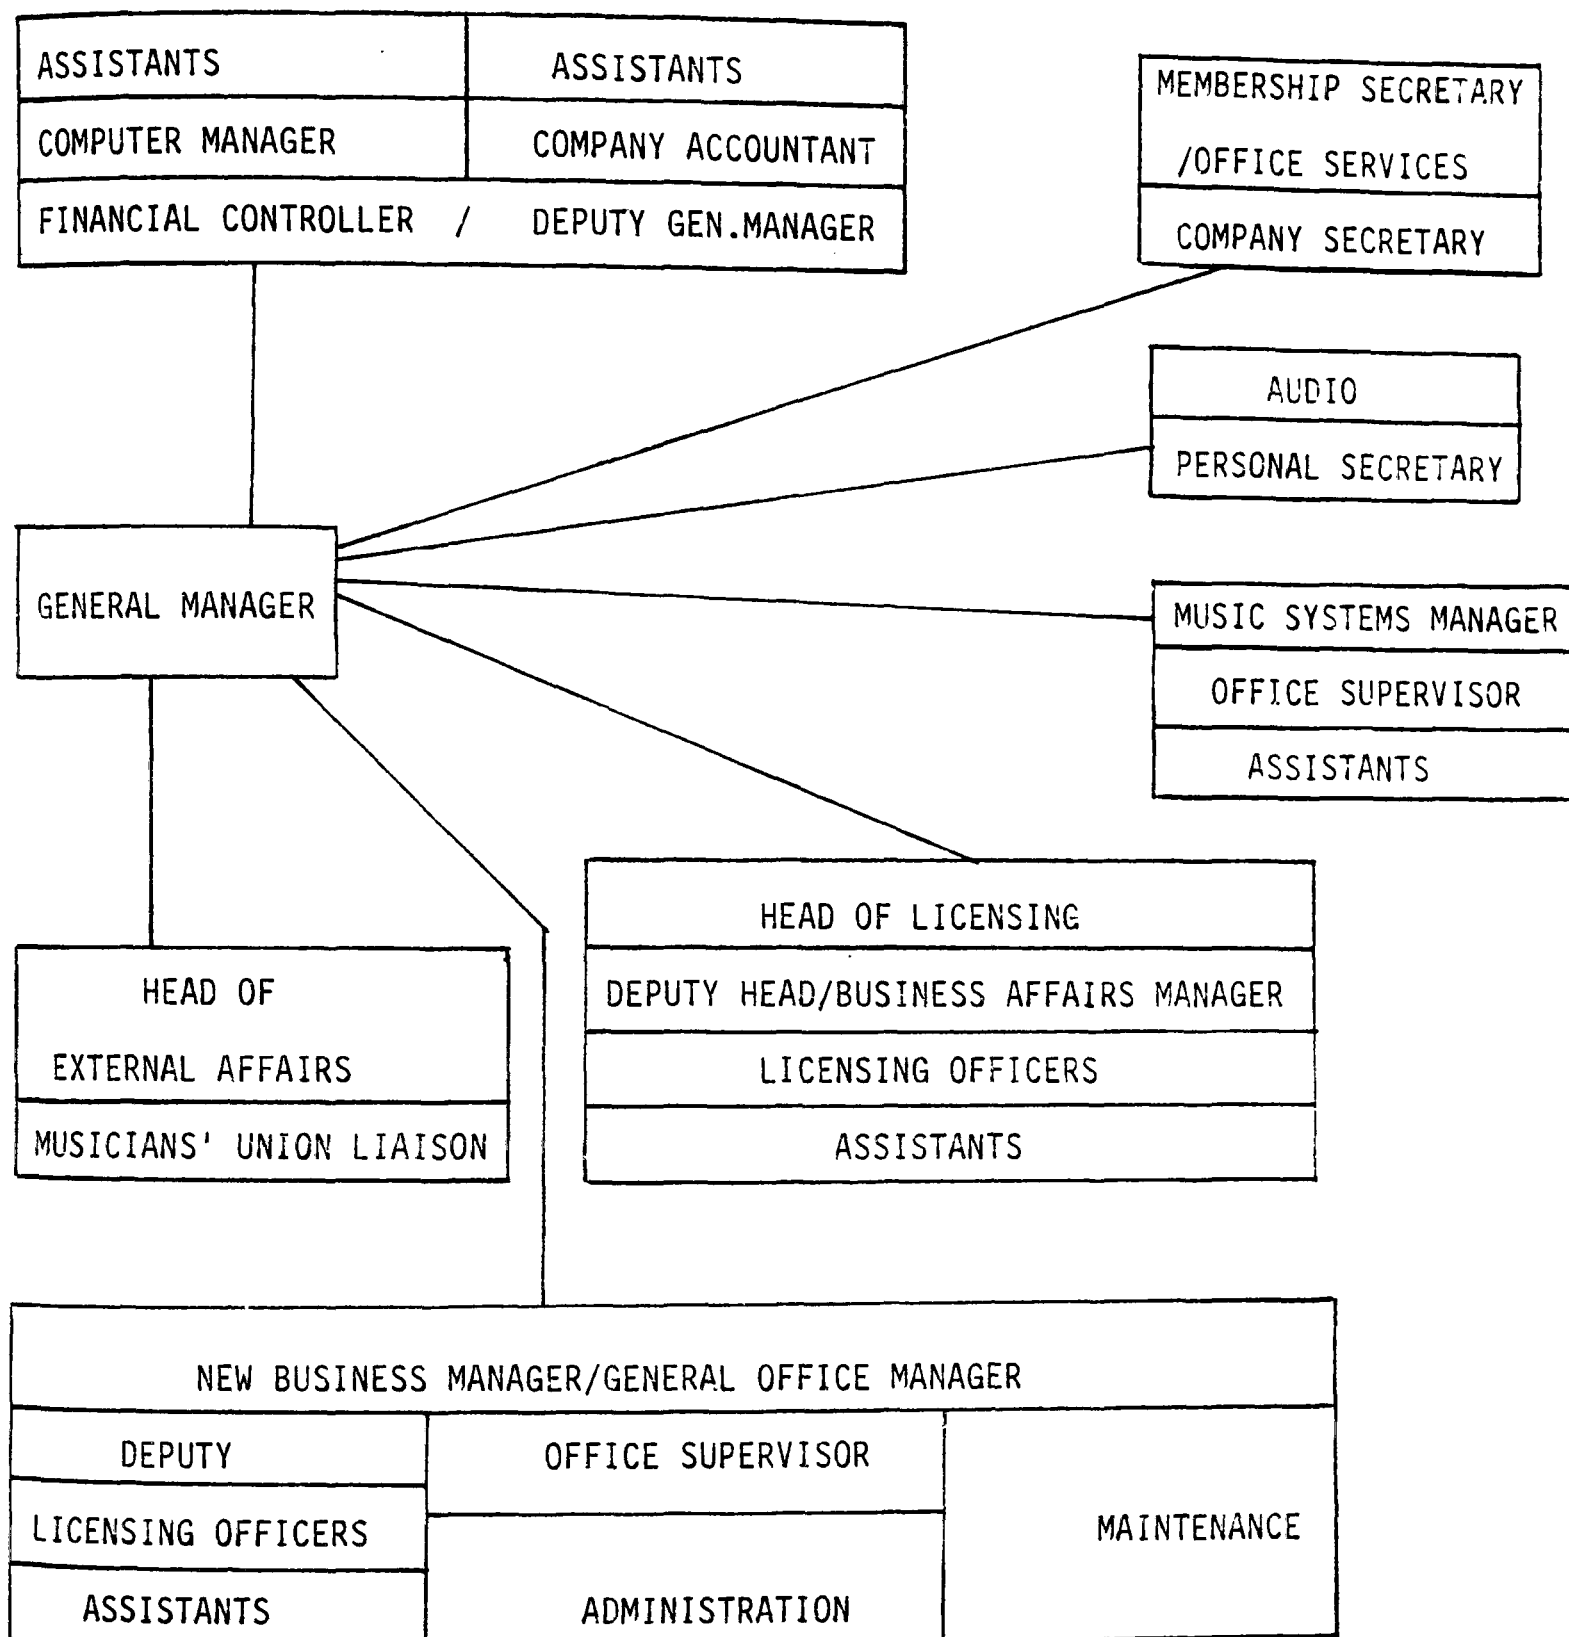 ASSISTANTS ASSISTANTS
COMPUTER MANAGER COMPANY ACCOUNTANT
FINANCIAL CONTROLLER / DEPUTY GEN.MANAGER
MEMBERSHIP SECRETARY
/OFFICE SERVICES
COMPANY SECRETARY
AUDIO
PERSONAL SECRETARY
GENERAL MANAGER
MUSIC SYSTEMS MANAGER
OFFICE SUPERVISOR
ASSISTANTS
HEAD OF LICENSING
DEPUTY HEAD/BUSINESS AFFAIRS MANAGER
LICENSING OFFICERS
ASSISTANTS
HEAD OF
EXTERNAL AFFAIRS
MUSICIANS' UNION LIAISON
NEW BUSINESS MANAGER/GENERAL OFFICE MANAGER
DEPUTY
LICENSING OFFICERS
ASSISTANTS
OFFICE SUPERVISOR
ADMINISTRATION
MAINTENANCE